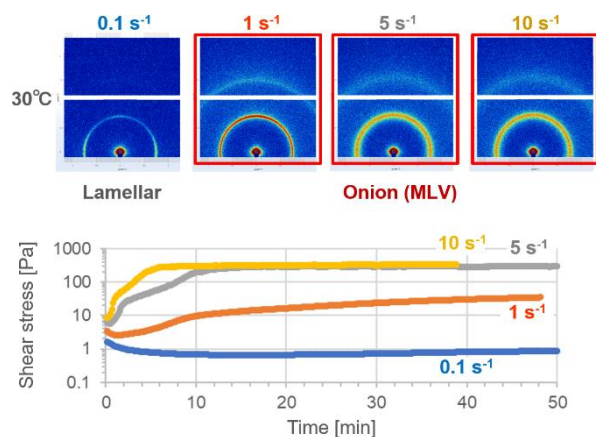 0.1 s⁻¹ 1 s⁻¹ 5 s⁻¹ 10 s⁻¹
30℃
Lamellar Onion (MLV)
Shear stress [Pa]
1000
100
10
1
0.1
10 s⁻¹
5 s⁻¹
1 s⁻¹
0.1 s⁻¹
0 10 20 30 40 50
Time [min]